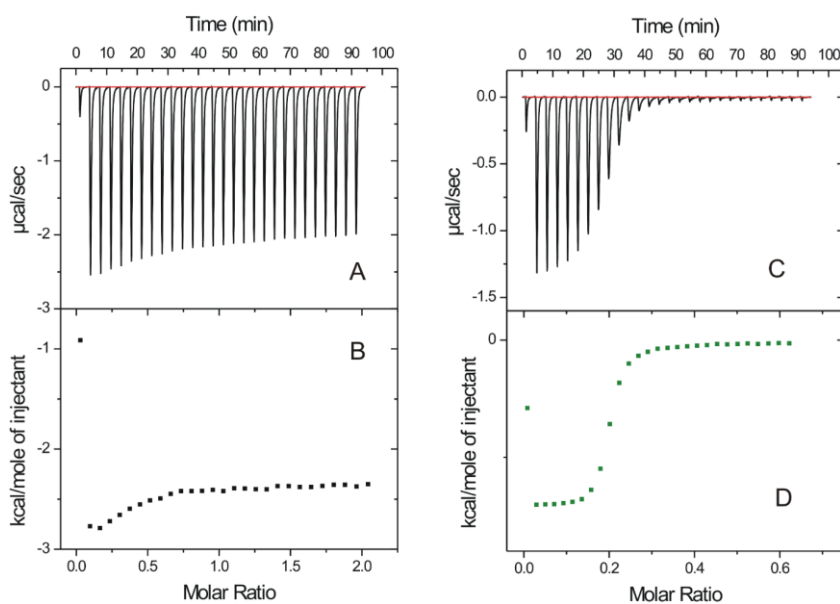 Time (min)
0 10 20 30 40 50 60 70 80 90 100
0
-1
-2
-3
µcal/sec
A
-1
-2
-3
kcal/mole of injectant
B
0.0 0.5 1.0 1.5 2.0
Molar Ratio
Time (min)
0 10 20 30 40 50 60 70 80 90 100
0.0
-0.5
-1.0
-1.5
µcal/sec
C
0
kcal/mole of injectant
D
0.0 0.2 0.4 0.6
Molar Ratio